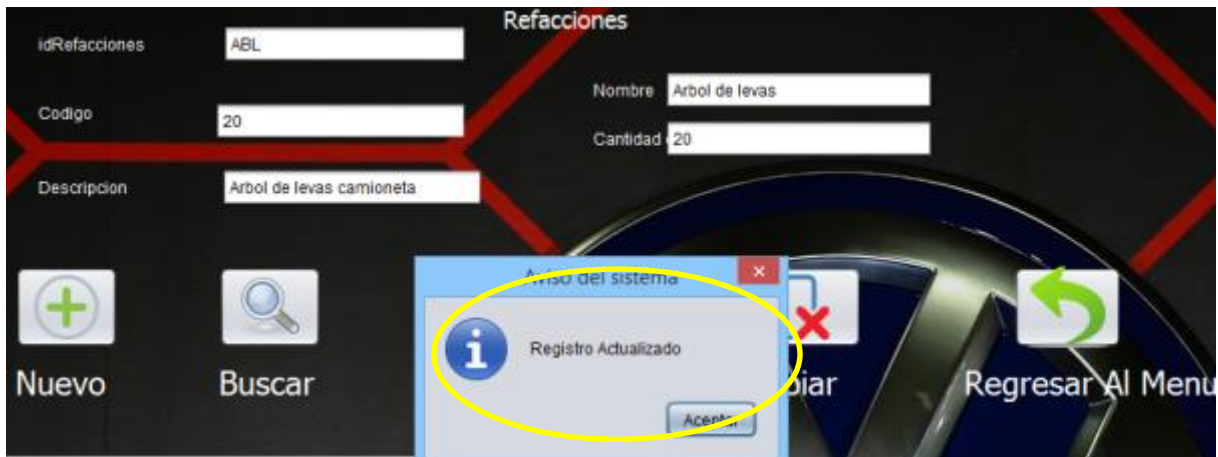 Refacciones
idRefacciones
ABL
Nombre
Arbol de levas
Codigo
20
Cantidad
20
Descripcion
Arbol de levas camioneta
Aviso del sistema
Registro Actualizado
Aceptar
Nuevo
Buscar
piar
Regresar Al Menu